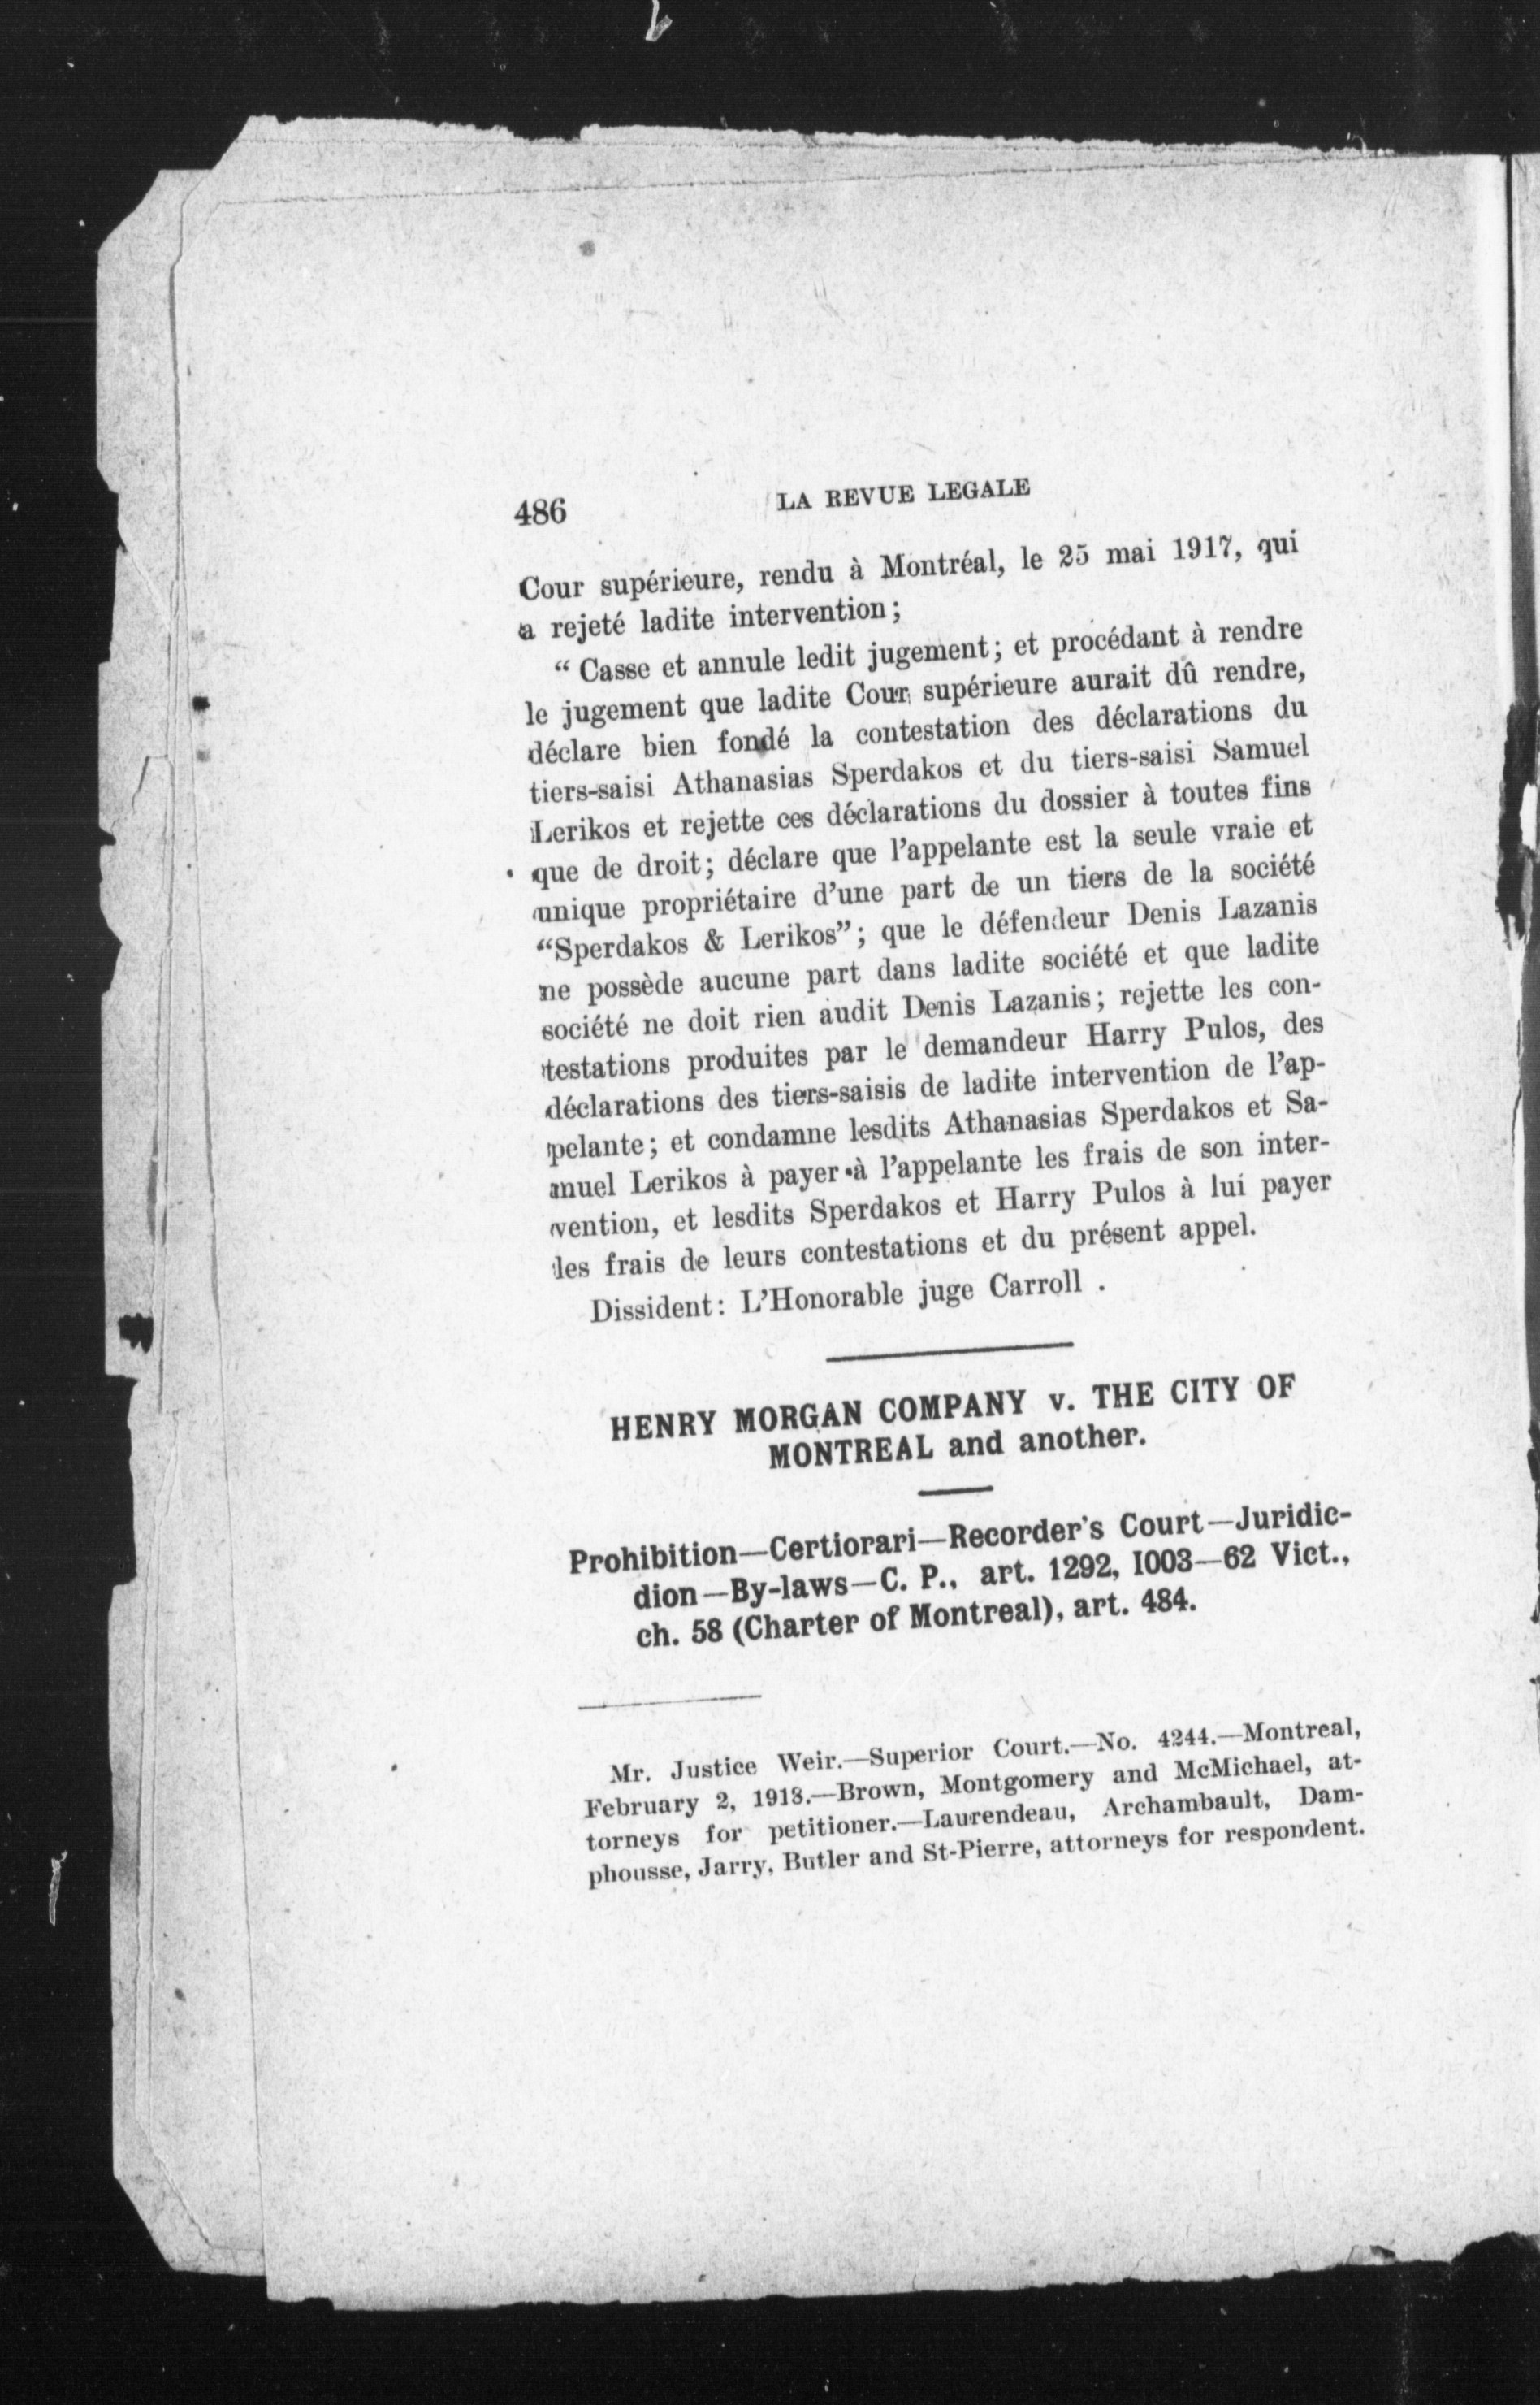 486
LA REVUE LEGALE
Cour supérieure, rendu à Montréal, le 25 mai 1917, qui
a rejeté ladite intervention;
“ Casse et annule ledit jugement; et procédant à rendre
le jugement que ladite Cour supérieure aurait dû rendre,
déclare bien fondé la contestation des déclarations du
tiers-saisi Athanasias Sperdakos et du tiers-saisi Samuel
Lerikos et rejette ces déclarations du dossier à toutes fins
que de droit; déclare que l’appelante est la seule vraie et
unique propriétaire d’une part de un tiers de la société
“Sperdakos & Lerikos”; que le défendeur Denis Lazanis
ne possède aucune part dans ladite société et que ladite
société ne doit rien audit Denis Lazanis; rejette les con-
testations produites par le demandeur Harry Pulos, des
déclarations des tiers-saisis de ladite intervention de l’ap-
pelante; et condamne lesdits Athanasias Sperdakos et Sa-
muel Lerikos à payer à l’appelante les frais de son inter-
vention, et lesdits Sperdakos et Harry Pulos à lui payer
les frais de leurs contestations et du présent appel.
Dissident: L’Honorable juge Carroll .
HENRY MORGAN COMPANY v. THE CITY OF
MONTREAL and another.
Prohibition—Certiorari—Recorder's Court—Juridic-
dion—By-laws—C. P., art. 1292, I003—62 Vict.,
ch. 58 (Charter of Montreal), art. 484.
Mr. Justice Weir.—Superior Court.—No. 4244.—Montreal,
February 2, 1918.—Brown, Montgomery and McMichael, at-
torneys for petitioner.—Laurendeau, Archambault, Dam-
phousse, Jarry, Butler and St-Pierre, attorneys for respondent.